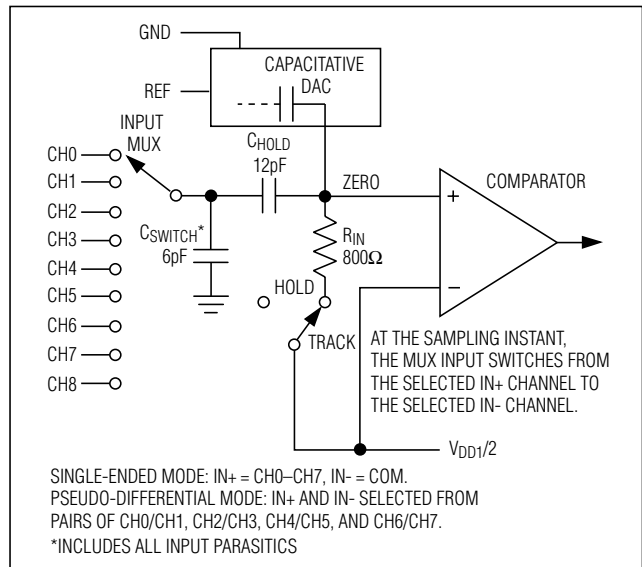 GND
CAPACITATIVE
DAC
REF
INPUT
MUX
CHOLD
12pF
CH0
CH1
CH2
CH3
CH4
CH5
CH6
CH7
CH8
ZERO
COMPARATOR
+
−
CSWITCH*
6pF
RIN
800Ω
HOLD
TRACK
AT THE SAMPLING INSTANT,
THE MUX INPUT SWITCHES FROM
THE SELECTED IN+ CHANNEL TO
THE SELECTED IN- CHANNEL.
VDD1/2
SINGLE-ENDED MODE: IN+ = CH0–CH7, IN- = COM.
PSEUDO-DIFFERENTIAL MODE: IN+ AND IN- SELECTED FROM
PAIRS OF CH0/CH1, CH2/CH3, CH4/CH5, AND CH6/CH7.
*INCLUDES ALL INPUT PARASITICS